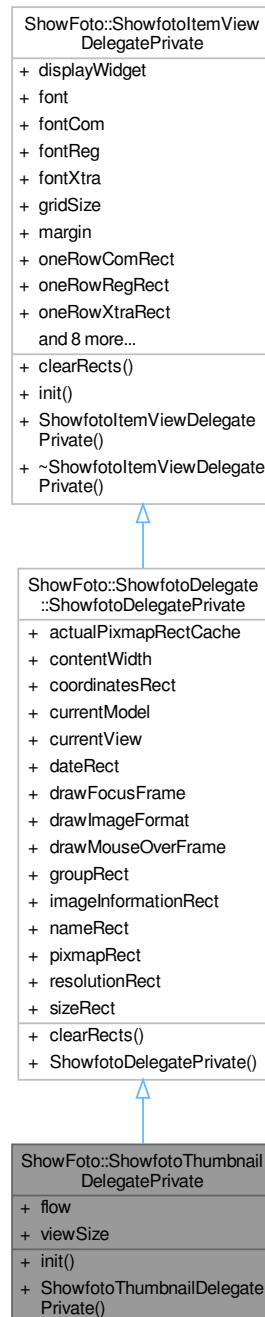 ShowFoto::ShowfotoItemView
DelegatePrivate
+ displayWidget
+ font
+ fontCom
+ fontReg
+ fontXtra
+ gridSize
+ margin
+ oneRowComRect
+ oneRowRegRect
+ oneRowXtraRect
and 8 more...
+ clearRects()
+ init()
+ ShowfotoItemViewDelegate
Private()
+ ~ShowfotoItemViewDelegate
Private()
ShowFoto::ShowfotoDelegate
::ShowfotoDelegatePrivate
+ actualPixmapRectCache
+ contentWidth
+ coordinatesRect
+ currentModel
+ currentView
+ dateRect
+ drawFocusFrame
+ drawImageFormat
+ drawMouseOverFrame
+ groupRect
+ imageInformationRect
+ nameRect
+ pixmapRect
+ resolutionRect
+ sizeRect
+ clearRects()
+ ShowfotoDelegatePrivate()
ShowFoto::ShowfotoThumbnail
DelegatePrivate
+ flow
+ viewSize
+ init()
+ ShowfotoThumbnailDelegate
Private()